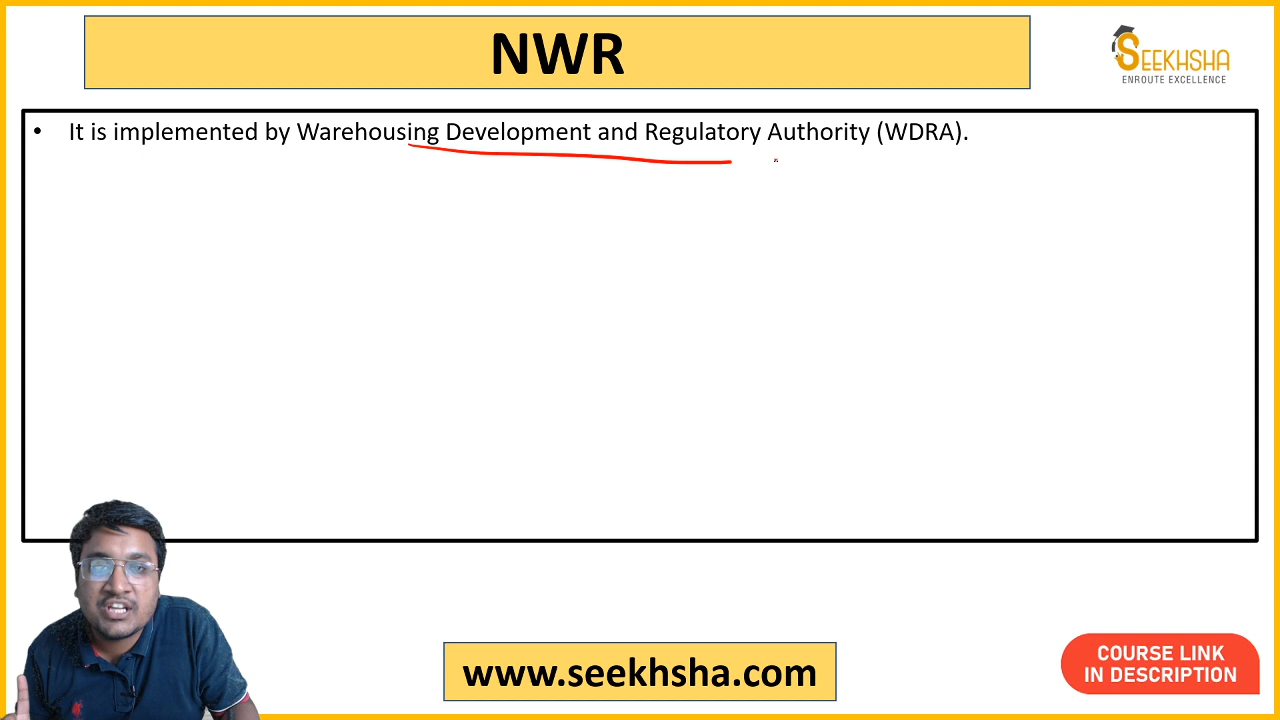 NWR
SEEKHSHA
ENROUTE EXCELLENCE
• It is implemented by Warehousing Development and Regulatory Authority (WDRA).
www.seekhsha.com
COURSE LINK
IN DESCRIPTION